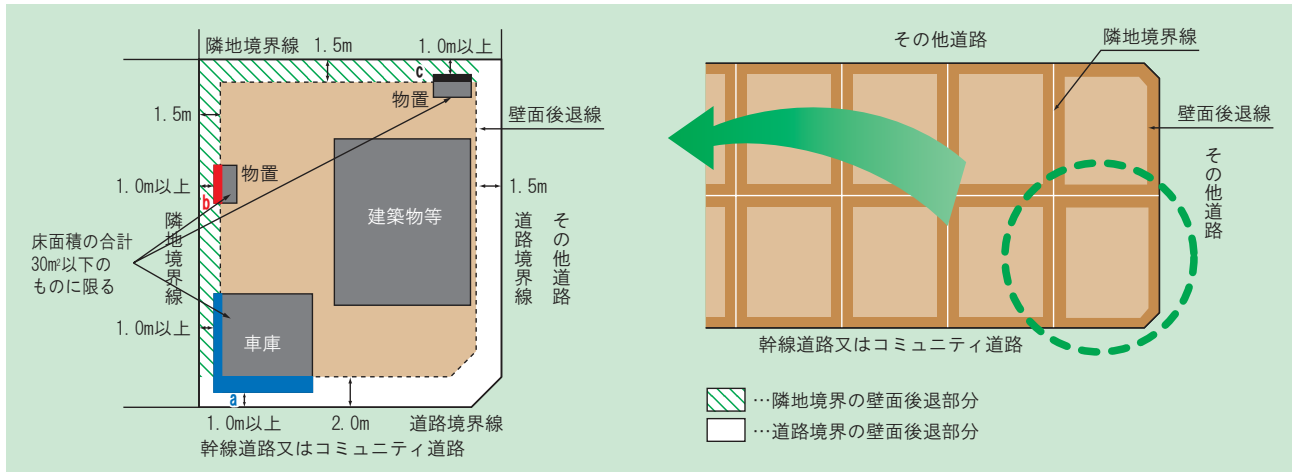 隣地境界線
1.5m
1.0m以上
c
物置
1.5m
壁面後退線
物置
1.0m以上
b
1.5m
建築物等
隣地境界線
道路境界線
その他道路
床面積の合計
30㎡以下の
ものに限る
1.0m以上
車庫
a
1.0m以上
2.0m
道路境界線
幹線道路又はコミュニティ道路
その他道路
隣地境界線
壁面後退線
その他道路
幹線道路又はコミュニティ道路
…隣地境界の壁面後退部分
…道路境界の壁面後退部分